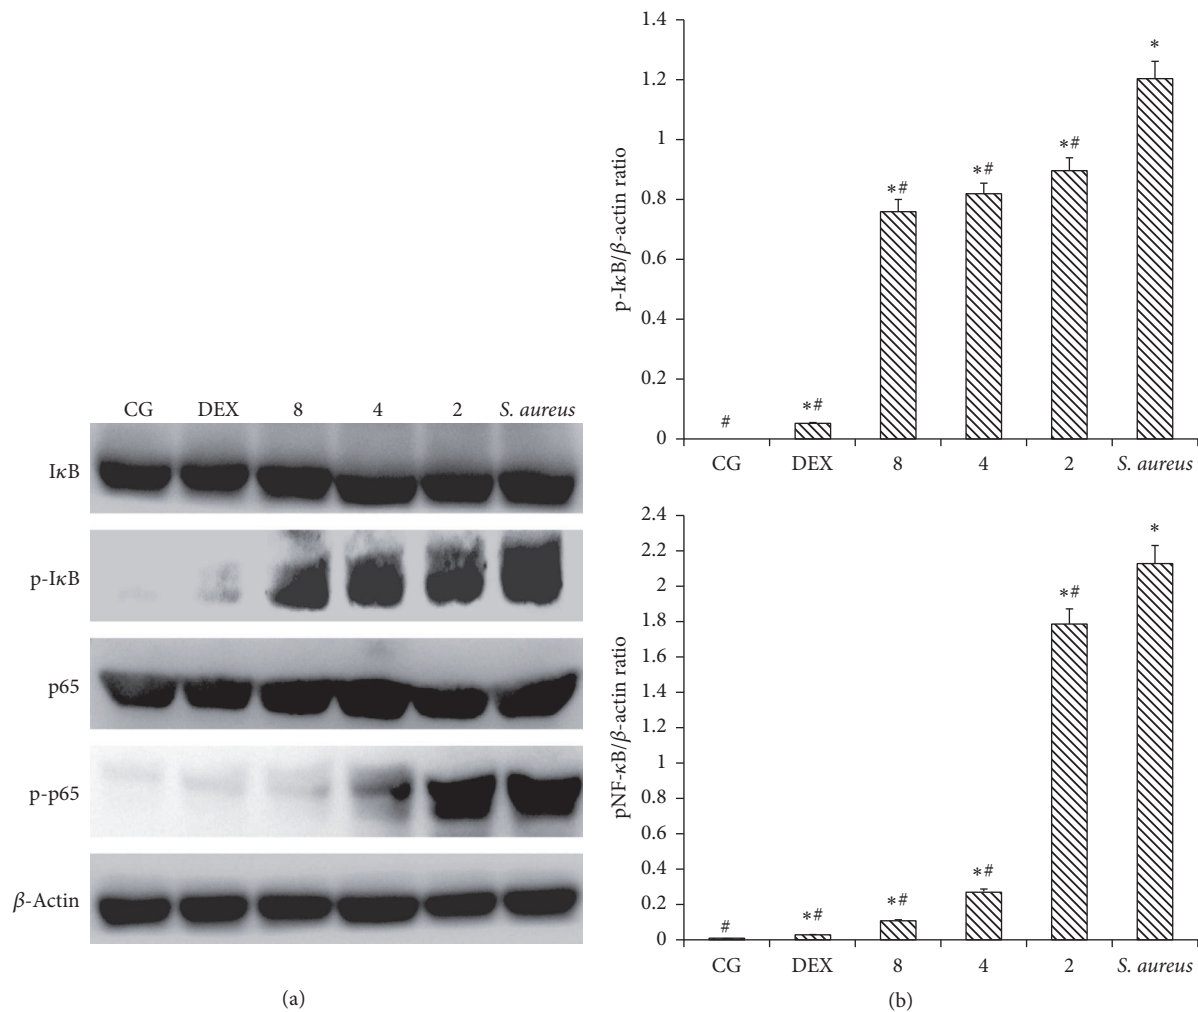 CG DEX 8 4 2 S. aureus
IκB
p-IκB
p65
p-p65
β-Actin
(a)
1.4
1.2
1
0.8
0.6
0.4
0.2
0
p-IκB/β-actin ratio
# *# *# *# *# *
CG DEX 8 4 2 S. aureus
2.4
2.2
2
1.8
1.6
1.4
1.2
1
0.8
0.6
0.4
0.2
0
pNF-κB/β-actin ratio
# *# *# *# *# *
CG DEX 8 4 2 S. aureus
(b)